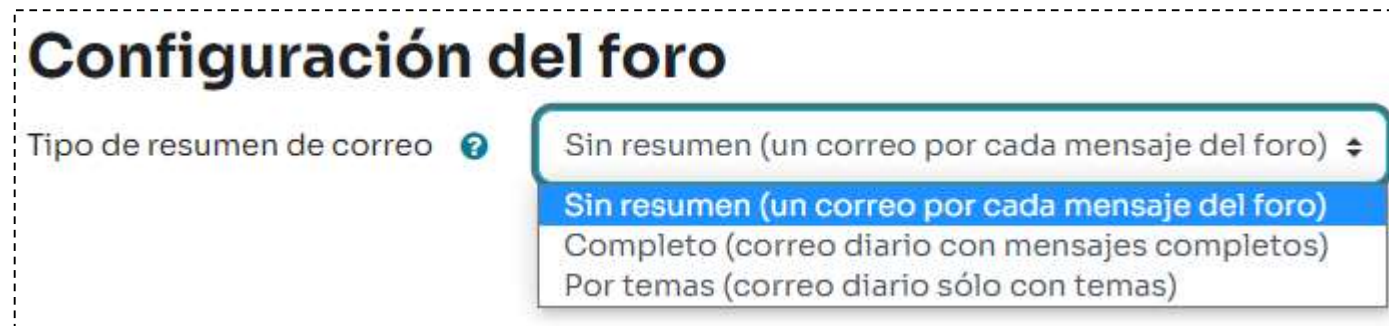 Configuración del foro
Tipo de resumen de correo ? Sin resumen (un correo por cada mensaje del foro)
Sin resumen (un correo por cada mensaje del foro)
Completo (correo diario con mensajes completos)
Por temas (correo diario sólo con temas)